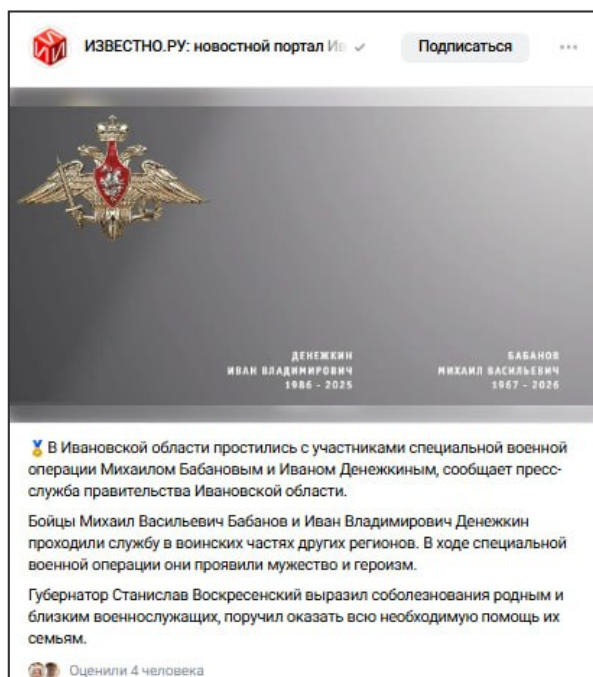 ИЗВЕСТНО.РУ: новостной портал Ив
Подписаться
ДЕНЕЖКИН
ИВАН ВЛАДИМИРОВИЧ
1986 - 2025
БАБАНОВ
МИХАИЛ ВАСИЛЬЕВИЧ
1967 - 2026
🏅 В Ивановской области простились с участниками специальной военной
операции Михаилом Бабановым и Иваном Денежкиным, сообщает пресс-
служба правительства Ивановской области.
Бойцы Михаил Васильевич Бабанов и Иван Владимирович Денежкин
проходили службу в воинских частях других регионов. В ходе специальной
военной операции они проявили мужество и героизм.
Губернатор Станислав Воскресенский выразил соболезнования родным и
близким военнослужащих, поручил оказать всю необходимую помощь их
семьям.
Оценили 4 человека